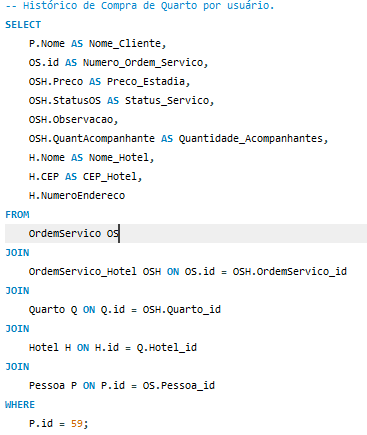 -- Histórico de Compra de Quarto por usuário.
SELECT
P.Nome AS Nome_Cliente,
OS.id AS Numero_Ordem_Servico,
OSH.Preco AS Preco_Estadia,
OSH.StatusOS AS Status_Servico,
OSH.Observacao,
OSH.QuantAcompanhante AS Quantidade_Acompanhantes,
H.Nome AS Nome_Hotel,
H.CEP AS CEP_Hotel,
H.NumeroEndereco
FROM
OrdemServico OS
JOIN
OrdemServico_Hotel OSH ON OS.id = OSH.OrdemServico_id
JOIN
Quarto Q ON Q.id = OSH.Quarto_id
JOIN
Hotel H ON H.id = Q.Hotel_id
JOIN
Pessoa P ON P.id = OS.Pessoa_id
WHERE
P.id = 59;